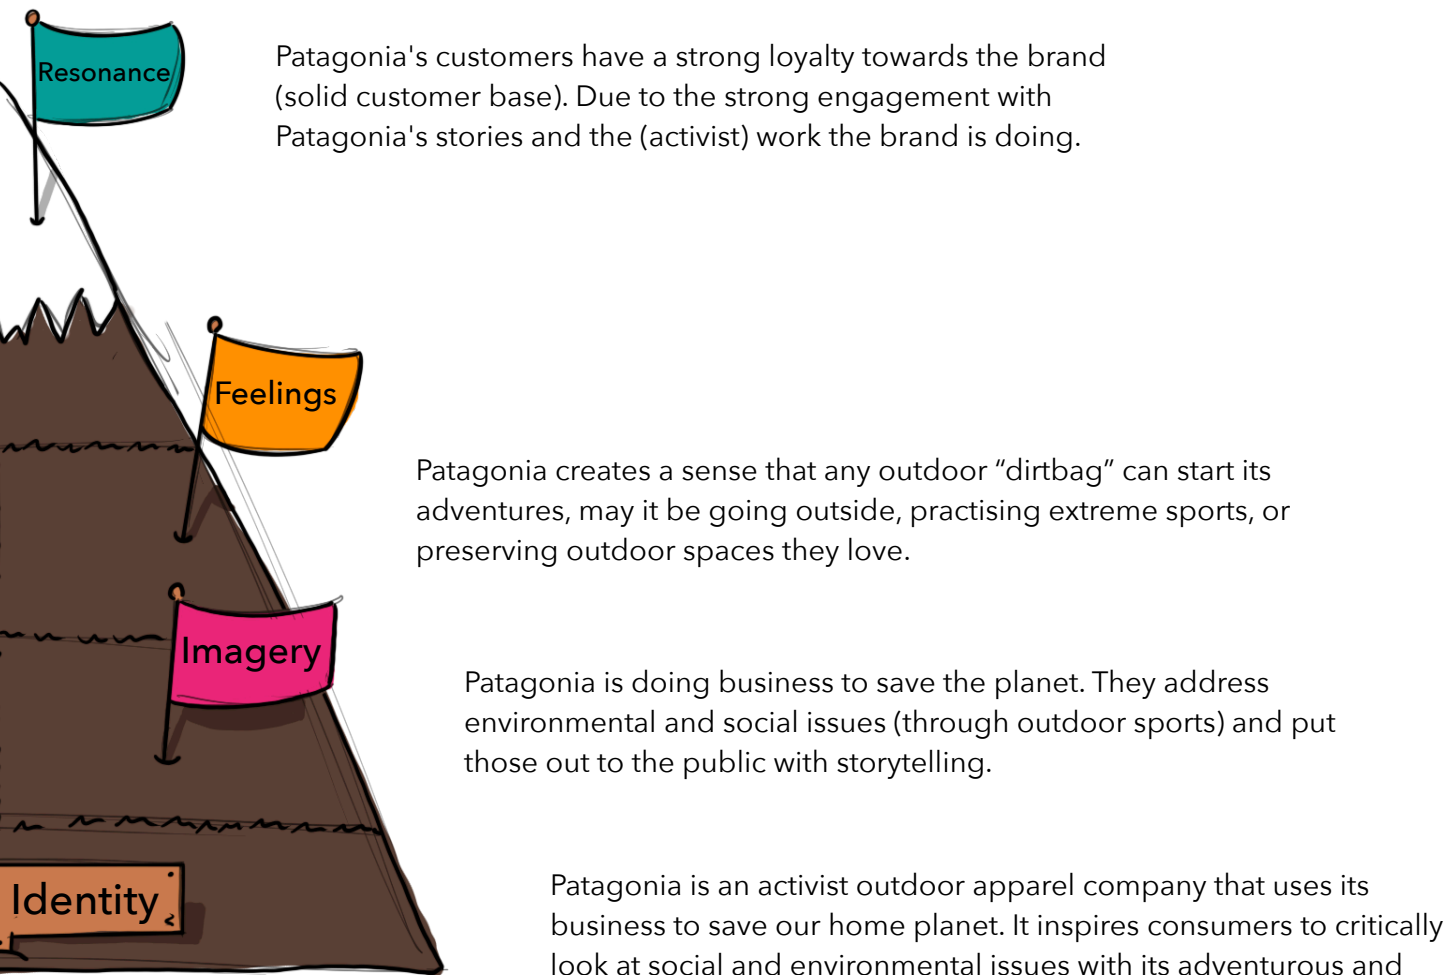 Resonance
Patagonia's customers have a strong loyalty towards the brand
(solid customer base). Due to the strong engagement with
Patagonia's stories and the (activist) work the brand is doing.
Feelings
Patagonia creates a sense that any outdoor “dirtbag” can start its
adventures, may it be going outside, practising extreme sports, or
preserving outdoor spaces they love.
Imagery
Patagonia is doing business to save the planet. They address
environmental and social issues (through outdoor sports) and put
those out to the public with storytelling.
Identity
Patagonia is an activist outdoor apparel company that uses its
business to save our home planet. It inspires consumers to critically
look at social and environmental issues with its adventurous and